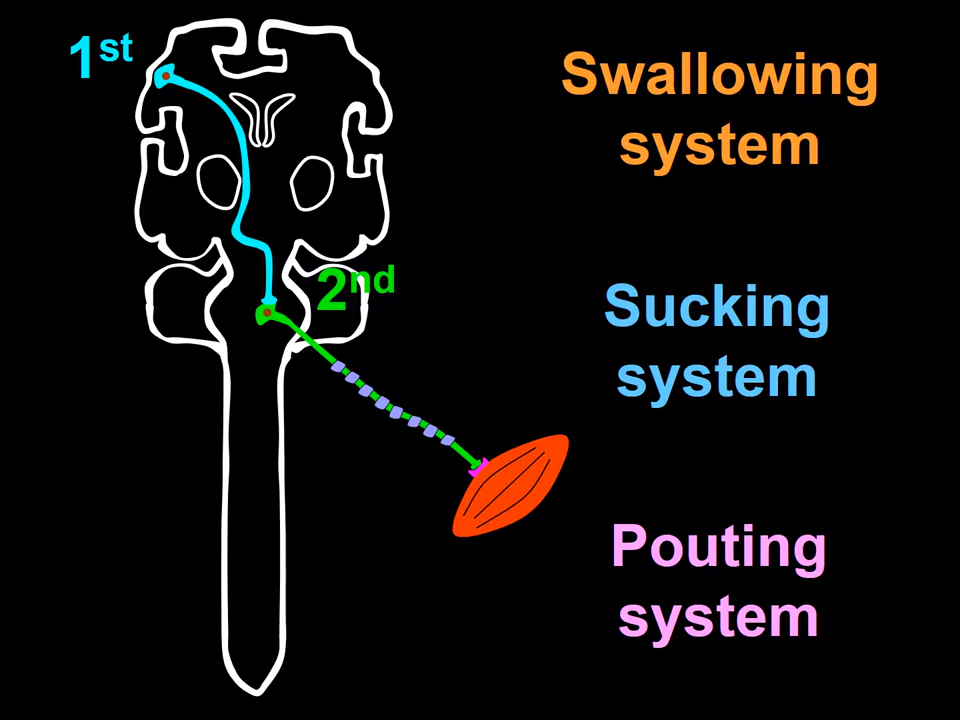 1st
Swallowing
system
2nd
Sucking
system
Pouting
system